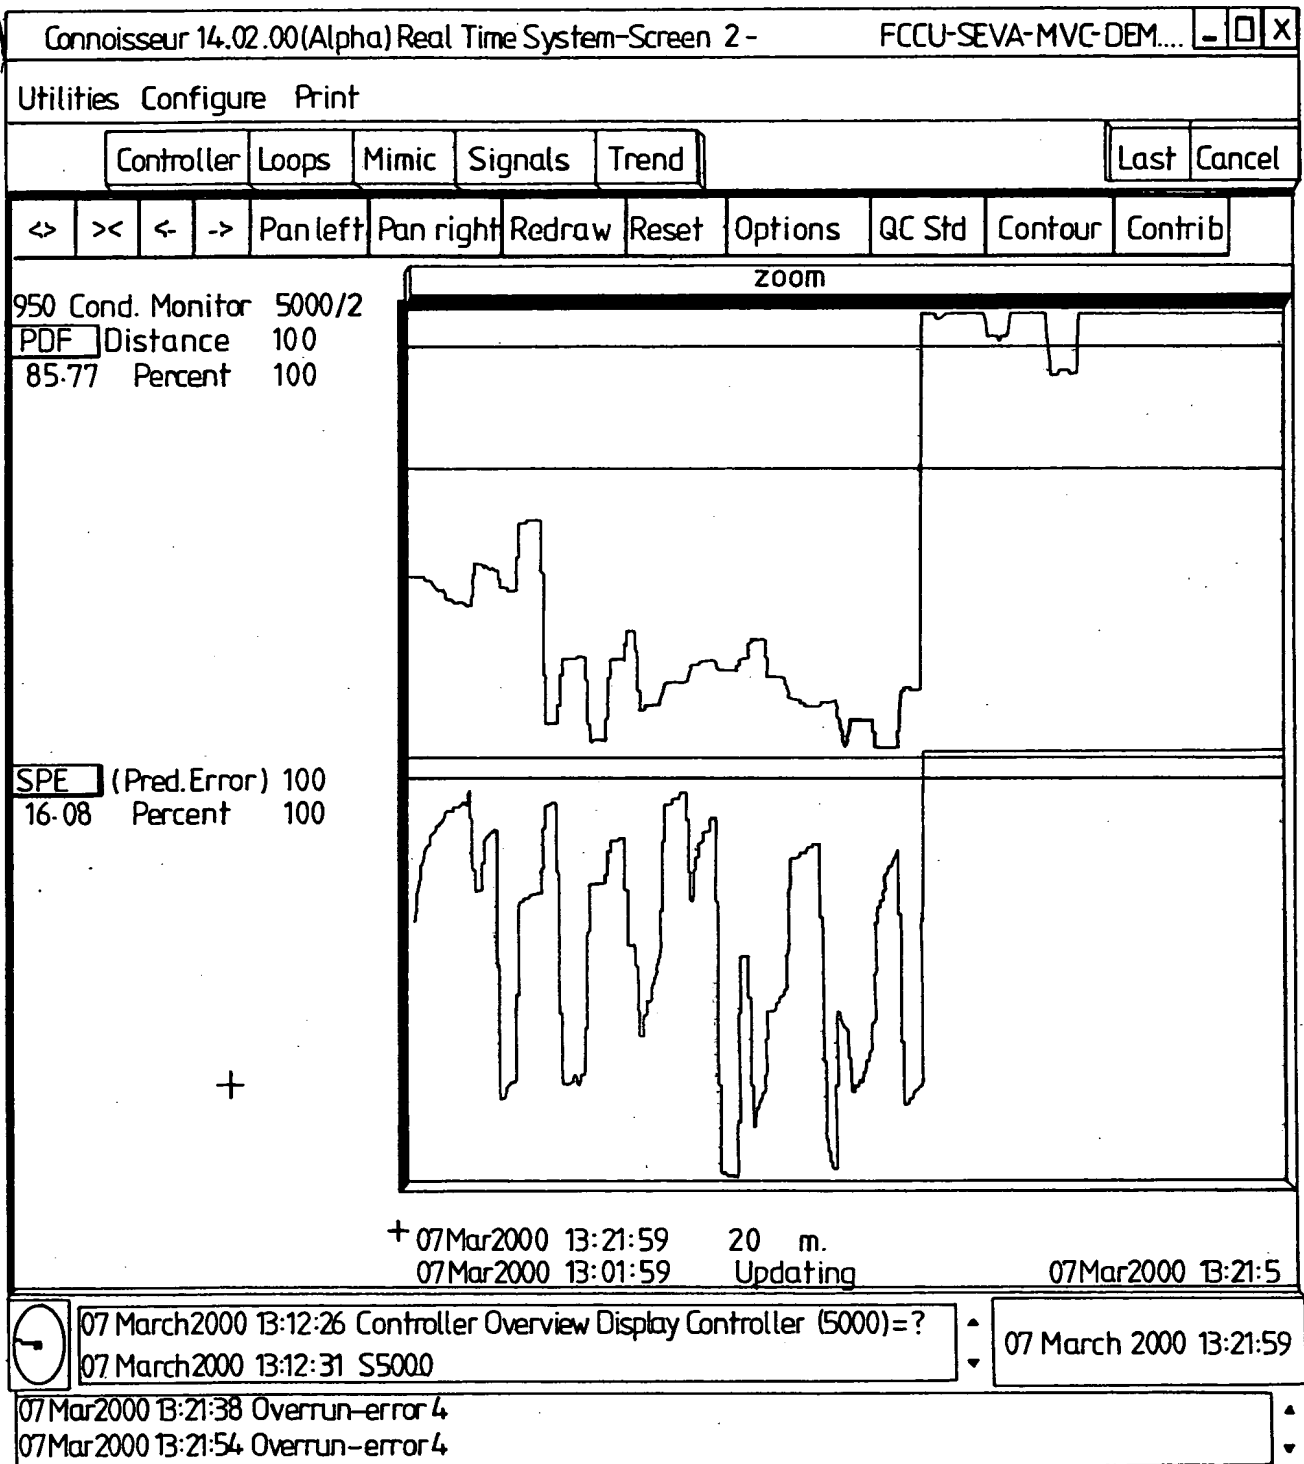 Connoisseur 14.02.00(Alpha) Real Time System-Screen 2 - FCCU-SEVA-MVC-DEM.... _ □ X
Utilities Configure Print
Controller Loops Mimic Signals Trend Last Cancel
<> >< <- -> Pan left Pan right Redraw Reset Options QC Std Contour Contrib
zoom
950 Cond. Monitor 5000/2
PDF Distance 100
85.77 Percent 100
SPE (Pred. Error) 100
16.08 Percent 100
07Mar2000 13:21:59 20 m.
07Mar2000 13:01:59 Updating 07Mar2000 13:21:5
07 March2000 13:12:26 Controller Overview Display Controller (5000)=?
07 March2000 13:12:31 S5000
07 March 2000 13:21:59
07Mar2000 13:21:38 Overrun-error 4
07Mar2000 13:21:54 Overrun-error 4